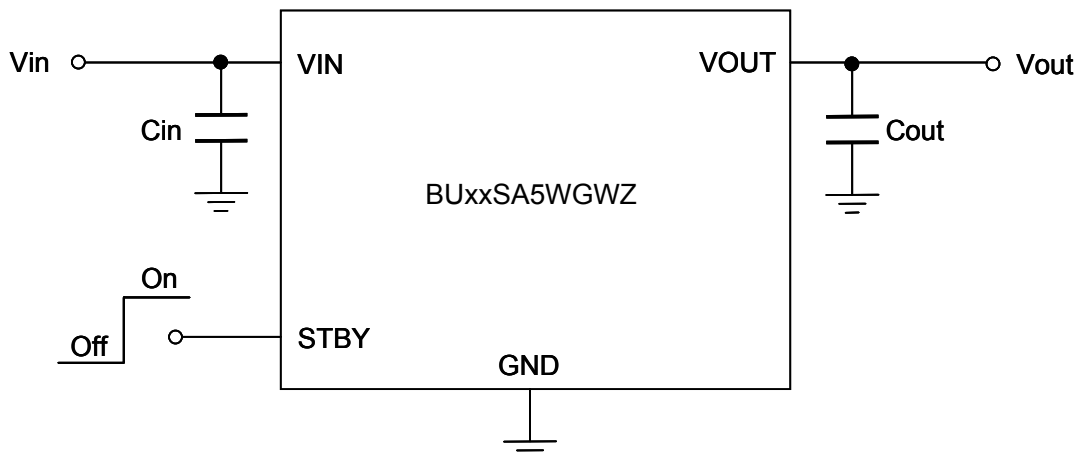 Vin
VIN
VOUT
Vout
Cin
Cout
BUxxSA5WGWZ
On
Off
STBY
GND